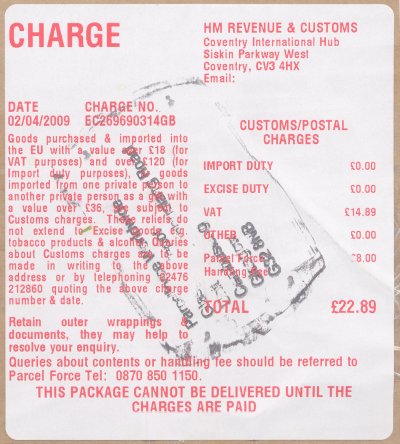 CHARGE
HM REVENUE & CUSTOMS
Coventry International Hub
Siskin Parkway West
Coventry, CV3 4HX
Email:
DATE CHARGE NO.
02/04/2009 EC269690314GB
Goods purchased & imported into
the EU with a value over £18 (for
VAT purposes) and over £120 (for
Import duty purposes), or goods
imported from one private person to
another private person as a gift with
a value over £36, are subject to
Customs charges. These reliefs do
not extend to Excise Goods e.g.
tobacco products & alcohol. Queries
about Customs charges are to be
made in writing to the above
address or by telephoning 02476
212860 quoting the above charge
number & date.
Retain outer wrappings &
documents, they may help to
resolve your enquiry.
CUSTOMS/POSTAL
CHARGES
IMPORT DUTY £0.00
EXCISE DUTY £0.00
VAT £14.89
OTHER £0.00
Parcel Force £8.00
Handling Fee
TOTAL £22.89
Queries about contents or handling fee should be referred to
Parcel Force Tel: 0870 850 1150.
THIS PACKAGE CANNOT BE DELIVERED UNTIL THE
CHARGES ARE PAID